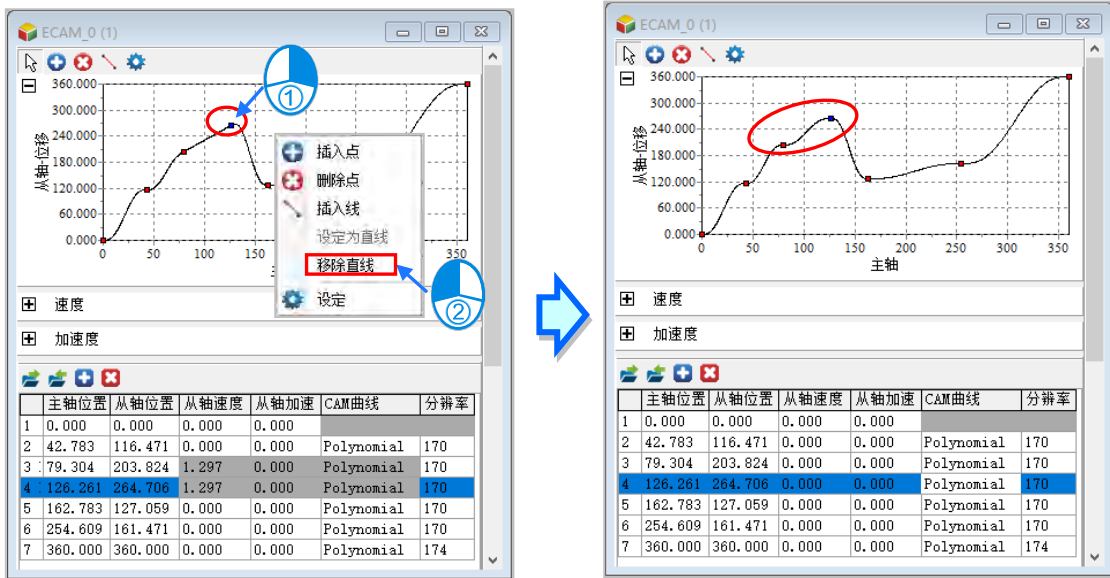 ECAM_0 (1)
360.000
300.000
240.000
180.000
120.000
60.000
0.000
从轴-位移
0 50 100 150 350
①
插入点
删除点
插入线
设定为直线
移除直线
设定
②
速度
加速度
主轴位置 从轴位置 从轴速度 从轴加速 CAM曲线 分辨率
1 0.000 0.000 0.000 0.000
2 42.783 116.471 0.000 0.000 Polynomial 170
3 79.304 203.824 1.297 0.000 Polynomial 170
4 126.261 264.706 1.297 0.000 Polynomial 170
5 162.783 127.059 0.000 0.000 Polynomial 170
6 254.609 161.471 0.000 0.000 Polynomial 170
7 360.000 360.000 0.000 0.000 Polynomial 174
ECAM_0 (1)
360.000
300.000
240.000
180.000
120.000
60.000
0.000
从轴-位移
0 50 100 150 200 250 300 350
主轴
速度
加速度
主轴位置 从轴位置 从轴速度 从轴加速 CAM曲线 分辨率
1 0.000 0.000 0.000 0.000
2 42.783 116.471 0.000 0.000 Polynomial 170
3 79.304 203.824 0.000 0.000 Polynomial 170
4 126.261 264.706 0.000 0.000 Polynomial 170
5 162.783 127.059 0.000 0.000 Polynomial 170
6 254.609 161.471 0.000 0.000 Polynomial 170
7 360.000 360.000 0.000 0.000 Polynomial 174